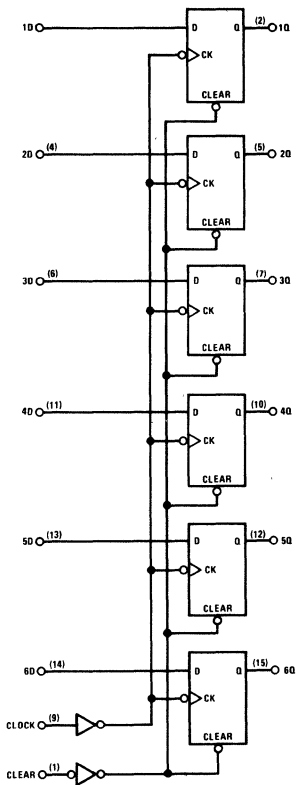 1D D Q (2) 1Q
CK
CLEAR
2D (4) D Q (5) 2Q
CK
CLEAR
3D (6) D Q (7) 3Q
CK
CLEAR
4D (11) D Q (10) 4Q
CK
CLEAR
5D (13) D Q (12) 5Q
CK
CLEAR
6D (14) D Q (15) 6Q
CK
CLOCK (9)
CLEAR
CLEAR (1)